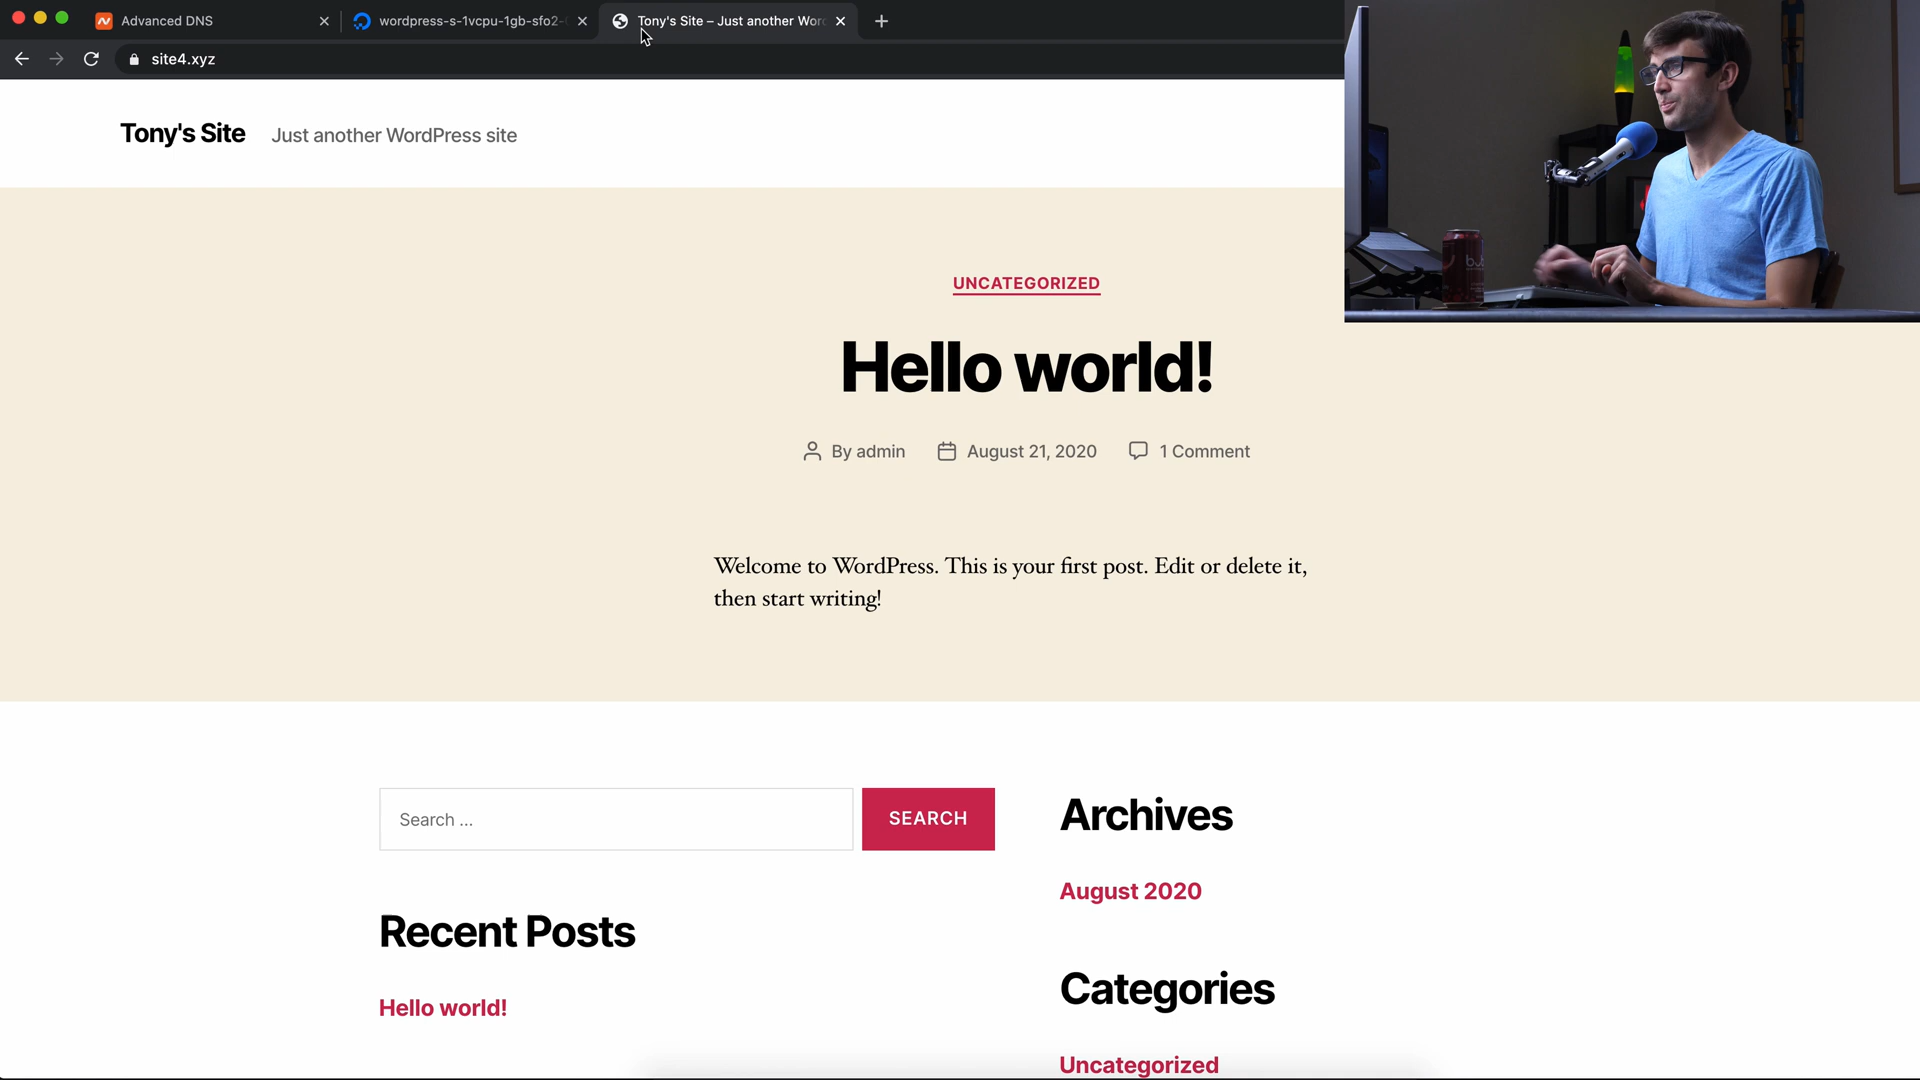 Advanced DNS
wordpress-s-1vcpu-1gb-sfo2-
Tony's Site – Just another Wor
site4.xyz
Tony's Site
Just another WordPress site
UNCATEGORIZED
Hello world!
By admin
August 21, 2020
1 Comment
Welcome to WordPress. This is your first post. Edit or delete it,
then start writing!
Search ...
SEARCH
Archives
August 2020
Recent Posts
Categories
Hello world!
Uncategorized